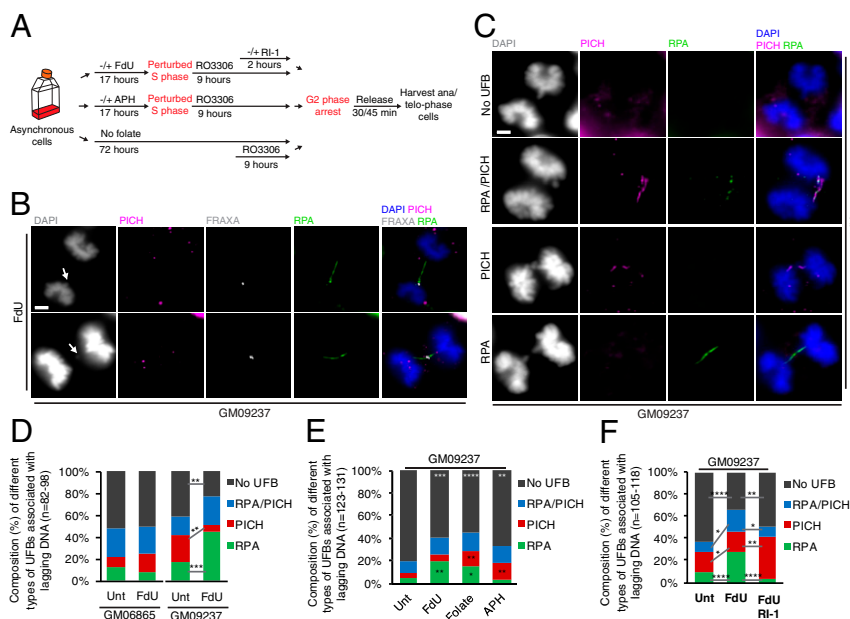 A
-/+ FdU
17 hours
Perturbed
S phase
RO3306
9 hours
-/+ RI-1
2 hours
-/+ APH
17 hours
Perturbed
S phase
RO3306
9 hours
G2 phase
arrest
Release
30/45 min
Harvest ana/
telo-phase
cells
Asynchronous
cells
No folate
72 hours
RO3306
9 hours
B
DAPI
PICH
FRAXA
RPA
DAPI PICH
FRAXA RPA
FdU
GM09237
C
DAPI
PICH
RPA
DAPI
PICH RPA
No UFB
RPA /PICH
PICH
RPA
GM09237
D
Composition (%) of different
types of UFBs associated with
lagging DNA (n=82-98)
100%
80%
60%
40%
20%
0%
**
**
***
Unt
FdU
Unt
FdU
GM06865
GM09237
No UFB
RPA/PICH
PICH
RPA
E
GM09237
Composition (%) of different
types of UFBs associated with
lagging DNA (n=123-131)
100%
80%
60%
40%
20%
0%
***
****
**
**
**
*
**
Unt
FdU
Folate
APH
No UFB
RPA/PICH
PICH
RPA
F
GM09237
Composition (%) of different
types of UFBs associated with
lagging DNA (n=105-118)
100%
80%
60%
40%
20%
0%
****
**
*
*
*
**
****
****
Unt
FdU
FdU
RI-1
No UFB
RPA/PICH
PICH
RPA